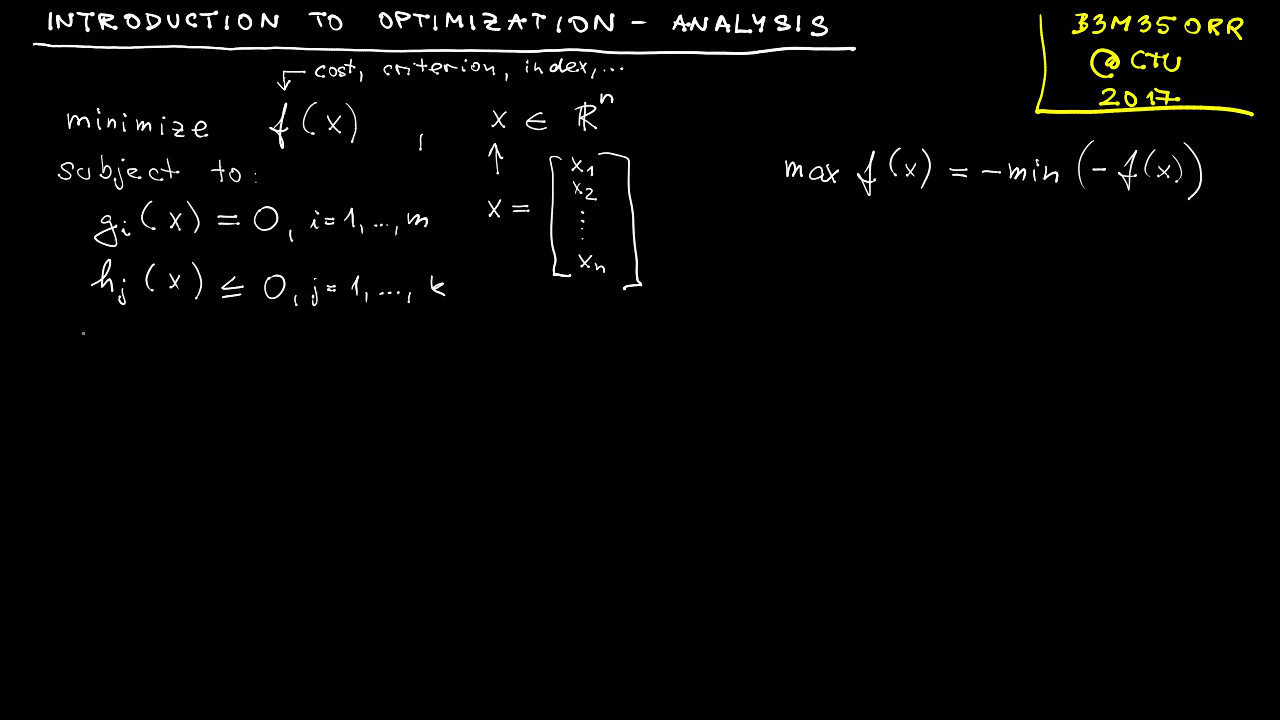 INTRODUCTION TO OPTIMIZATION - ANALYSIS
B3M35ORR
@ CTU
2017
cost, criterion, index,...
minimize f(x) , x ∈ ℝⁿ
subject to:
gᵢ(x) = 0, i=1,...,m
x = [x₁ x₂ ⋮ xₙ]
hⱼ(x) ≤ 0, j=1,...,k
max f(x) = -min (-f(x))